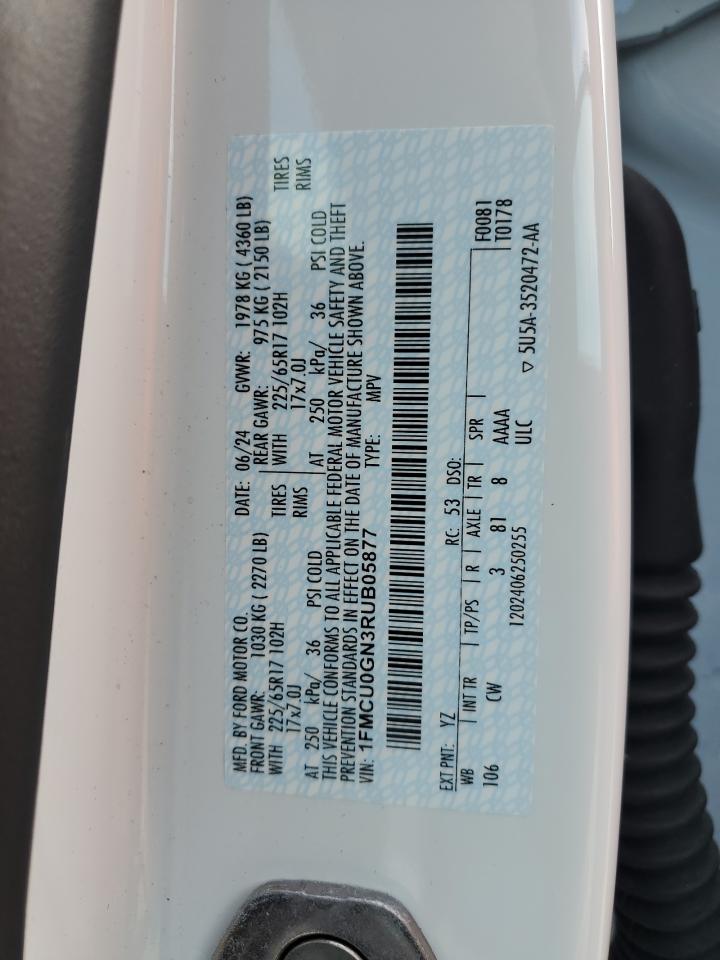 MFD. BY FORD MOTOR CO. DATE: 06/24 GVWR: 1978 KG ( 4360 LB)
FRONT GAWR: 1030 KG ( 2270 LB) REAR GAWR: 975 KG ( 2150 LB)
WITH 225/65R17 102H TIRES WITH 225/65R17 102H TIRES
17x7.0J RIMS 17x7.0J RIMS
AT 250 kPa/ 36 PSI COLD AT 250 kPa/ 36 PSI COLD
THIS VEHICLE CONFORMS TO ALL APPLICABLE FEDERAL MOTOR VEHICLE SAFETY AND THEFT
PREVENTION STANDARDS IN EFFECT ON THE DATE OF MANUFACTURE SHOWN ABOVE.
VIN: 1FMCU0GN3RUB05877 TYPE: MPV
EXT PNT: YZ RC: 53 DSO: F0081
WB INT TR TP/PS R AXLE TR SPR T0178
106 CW 3 81 8 AAAA
1202406250255 ULC ▽ 5U5A-3520472-AA